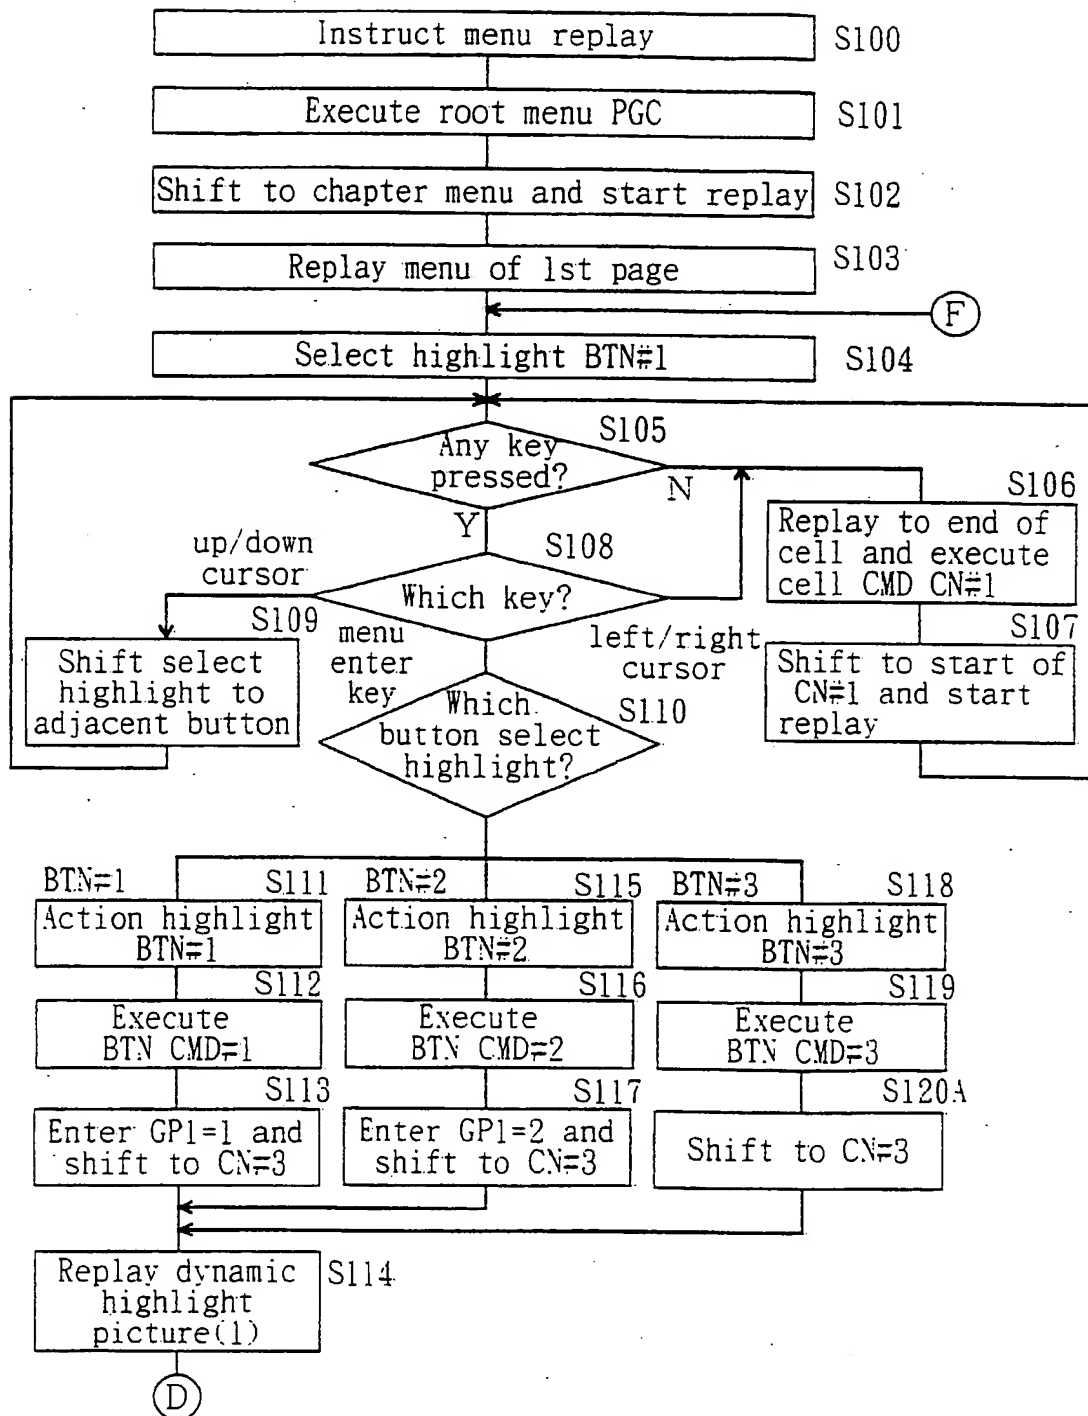 Instruct menu replay
S100
Execute root menu PGC
S101
Shift to chapter menu and start replay
S102
Replay menu of 1st page
S103
F
Select highlight BTN#1
S104
S105
Any key
pressed?
N
Y
S106
Replay to end of
cell and execute
cell CMD CN#1
up/down
cursor
S108
Which key?
S109
Shift select
highlight to
adjacent button
menu
enter
key
left/right
cursor
S107
Shift to start of
CN#1 and start
replay
S110
Which
button select
highlight?
BTN#1
S111
Action highlight
BTN#1
S112
Execute
BTN CMD#1
S113
Enter GP1=1 and
shift to CN#3
BTN#2
S115
Action highlight
BTN#2
S116
Execute
BTN CMD#2
S117
Enter GP1=2 and
shift to CN#3
BTN#3
S118
Action highlight
BTN#3
S119
Execute
BTN CMD#3
S120A
Shift to CN#3
Replay dynamic
highlight
picture(1)
S114
D